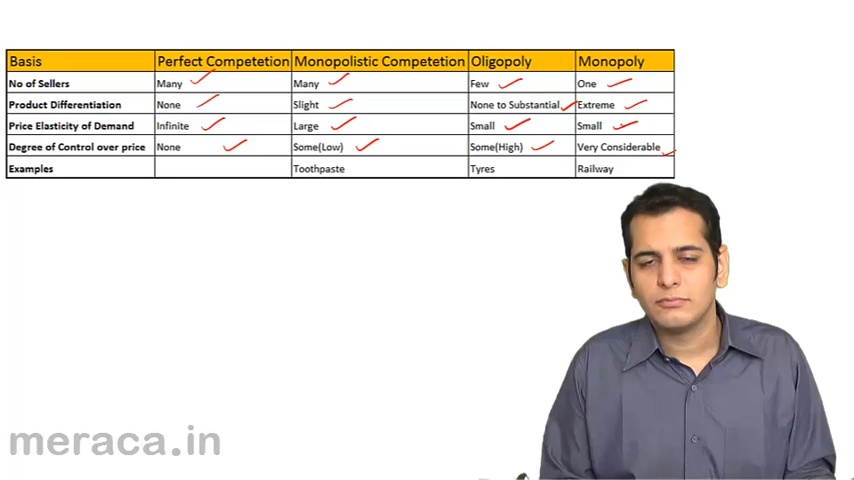 Basis Perfect Competetion Monopolistic Competetion Oligopoly Monopoly
No of Sellers Many Many Few One
Product Differentiation None Slight None to Substantial Extreme
Price Elasticity of Demand Infinite Large Small Small
Degree of Control over price None Some(Low) Some(High) Very Considerable
Examples Toothpaste Tyres Railway
meraca.in